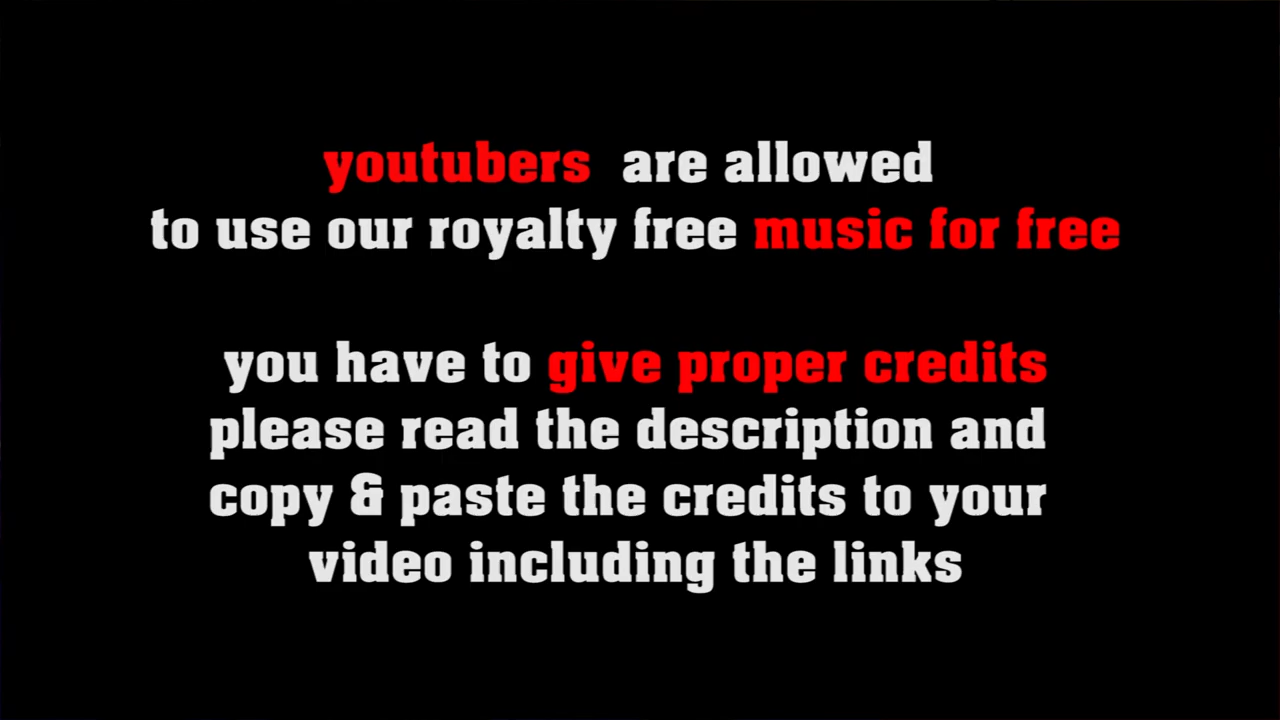 youtubers are allowed
to use our royalty free music for free
you have to give proper credits
please read the description and
copy & paste the credits to your
video including the links